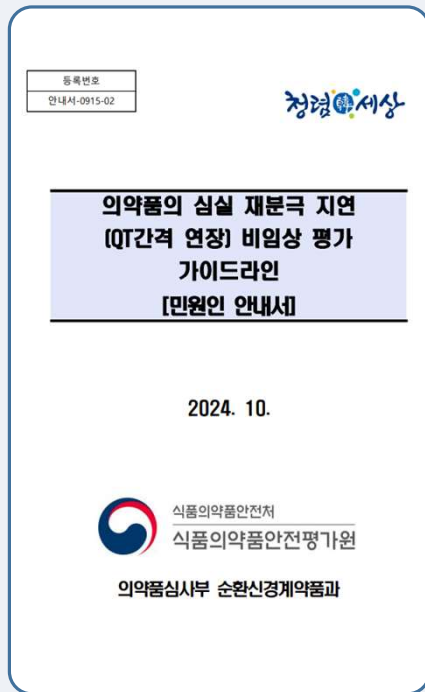 등록번호
안내서-0915-02
청렴韓세상
의약품의 심실 재분극 지연
(QT간격 연장) 비임상 평가
가이드라인
[민원인 안내서]
2024. 10.
식품의약품안전처
식품의약품안전평가원
의약품심사부 순환신경계약품과